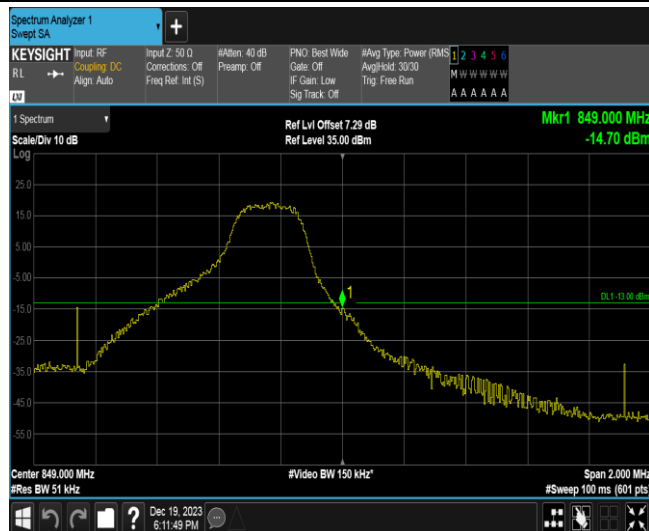 Spectrum Analyzer 1
Swept SA
KEYSIGHT
RL
LXI
Input: RF
Coupling: DC
Align: Auto
Input Z: 50 Ω
Corrections: Off
Freq Ref: Int (S)
#Atten: 40 dB
Preamp: Off
PNO: Best Wide
Gate: Off
IF Gain: Low
Sig Track: Off
#Avg Type: Power (RMS
Avg|Hold: 30/30
Trig: Free Run
1 2 3 4 5 6
M W W W W W
A A A A A A
1 Spectrum
Scale/Div 10 dB
Log
Ref Lvl Offset 7.29 dB
Ref Level 35.00 dBm
Mkr1 849.000 MHz
-14.70 dBm
25.0
15.0
5.00
-5.00
1
DL1 -13.00 dBm
-15.0
-25.0
-35.0
-45.0
-55.0
Center 849.000 MHz
#Video BW 150 kHz*
Span 2.000 MHz
#Res BW 51 kHz
#Sweep 100 ms (601 pts)
?
Dec 19, 2023
6:11:49 PM